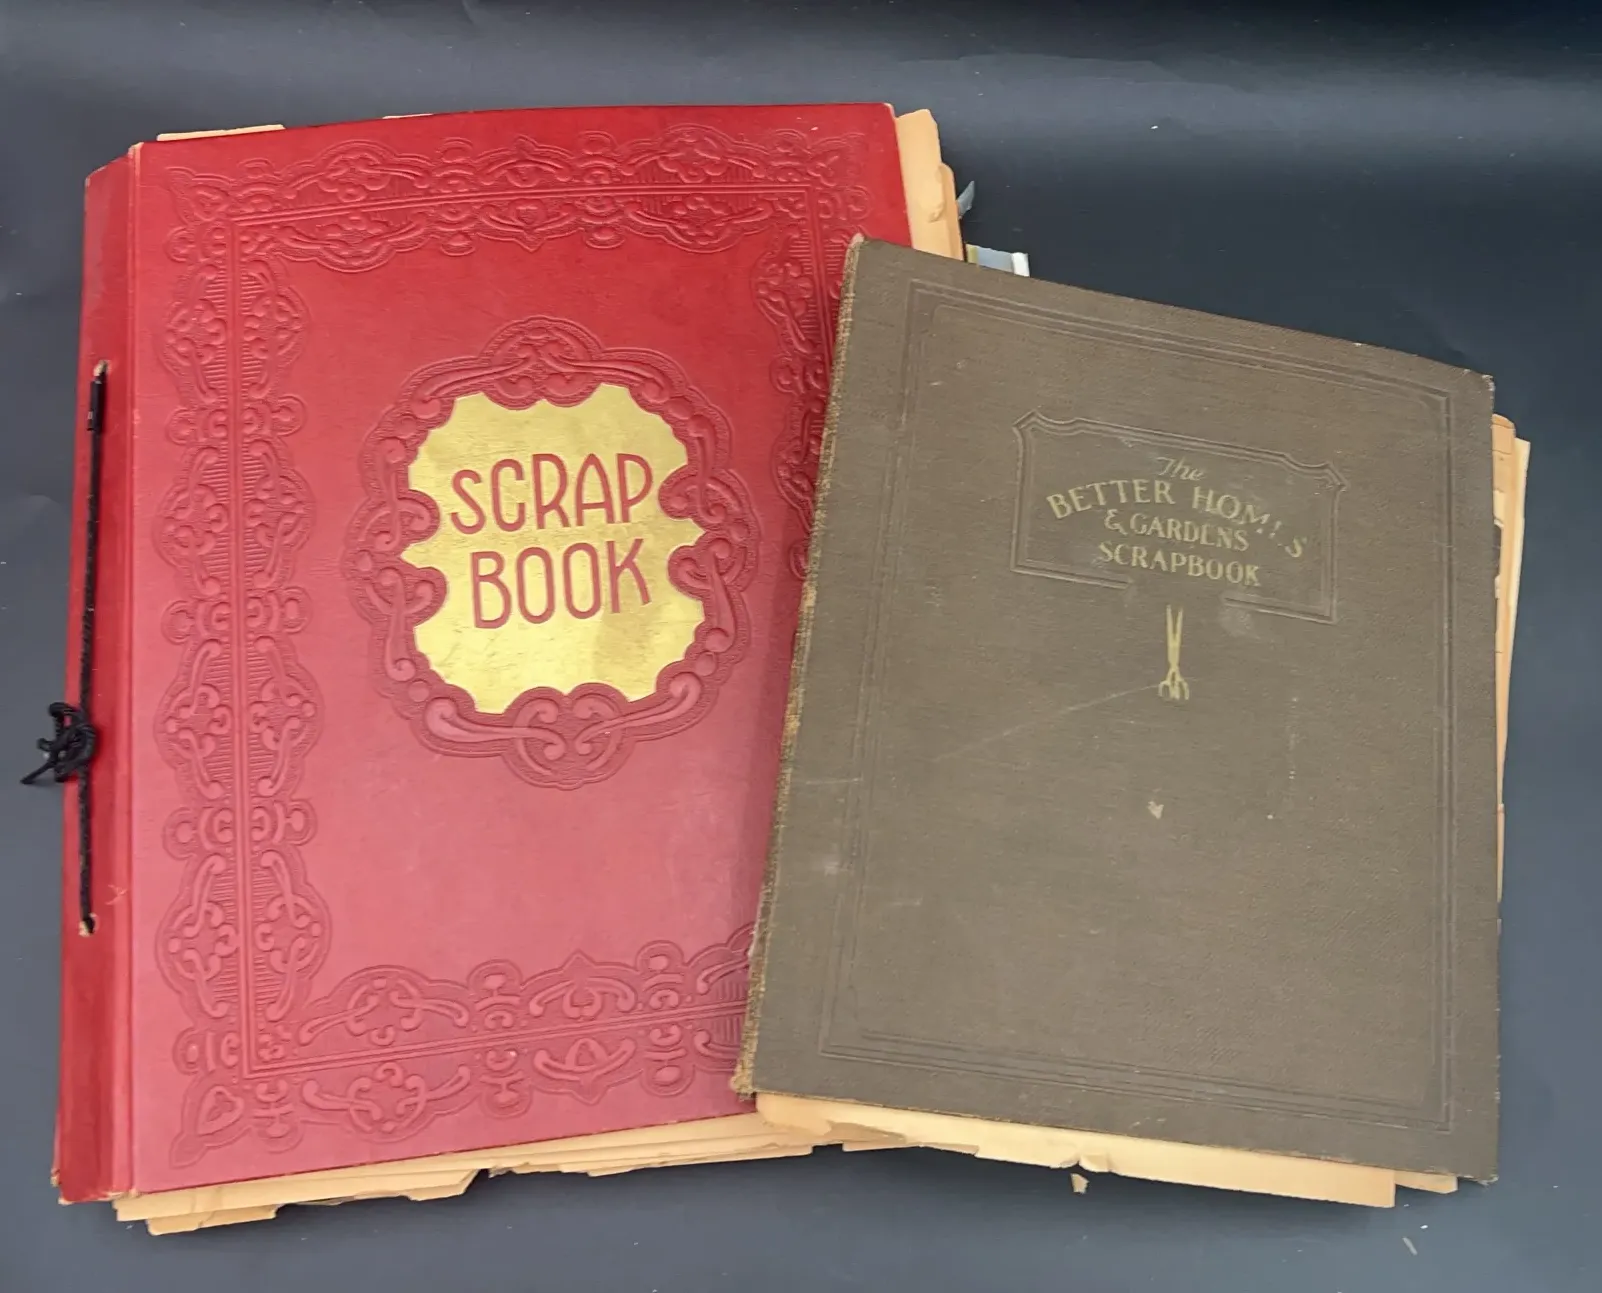 SCRAP
BOOK
The
BETTER HOMES
& GARDENS
SCRAPBOOK